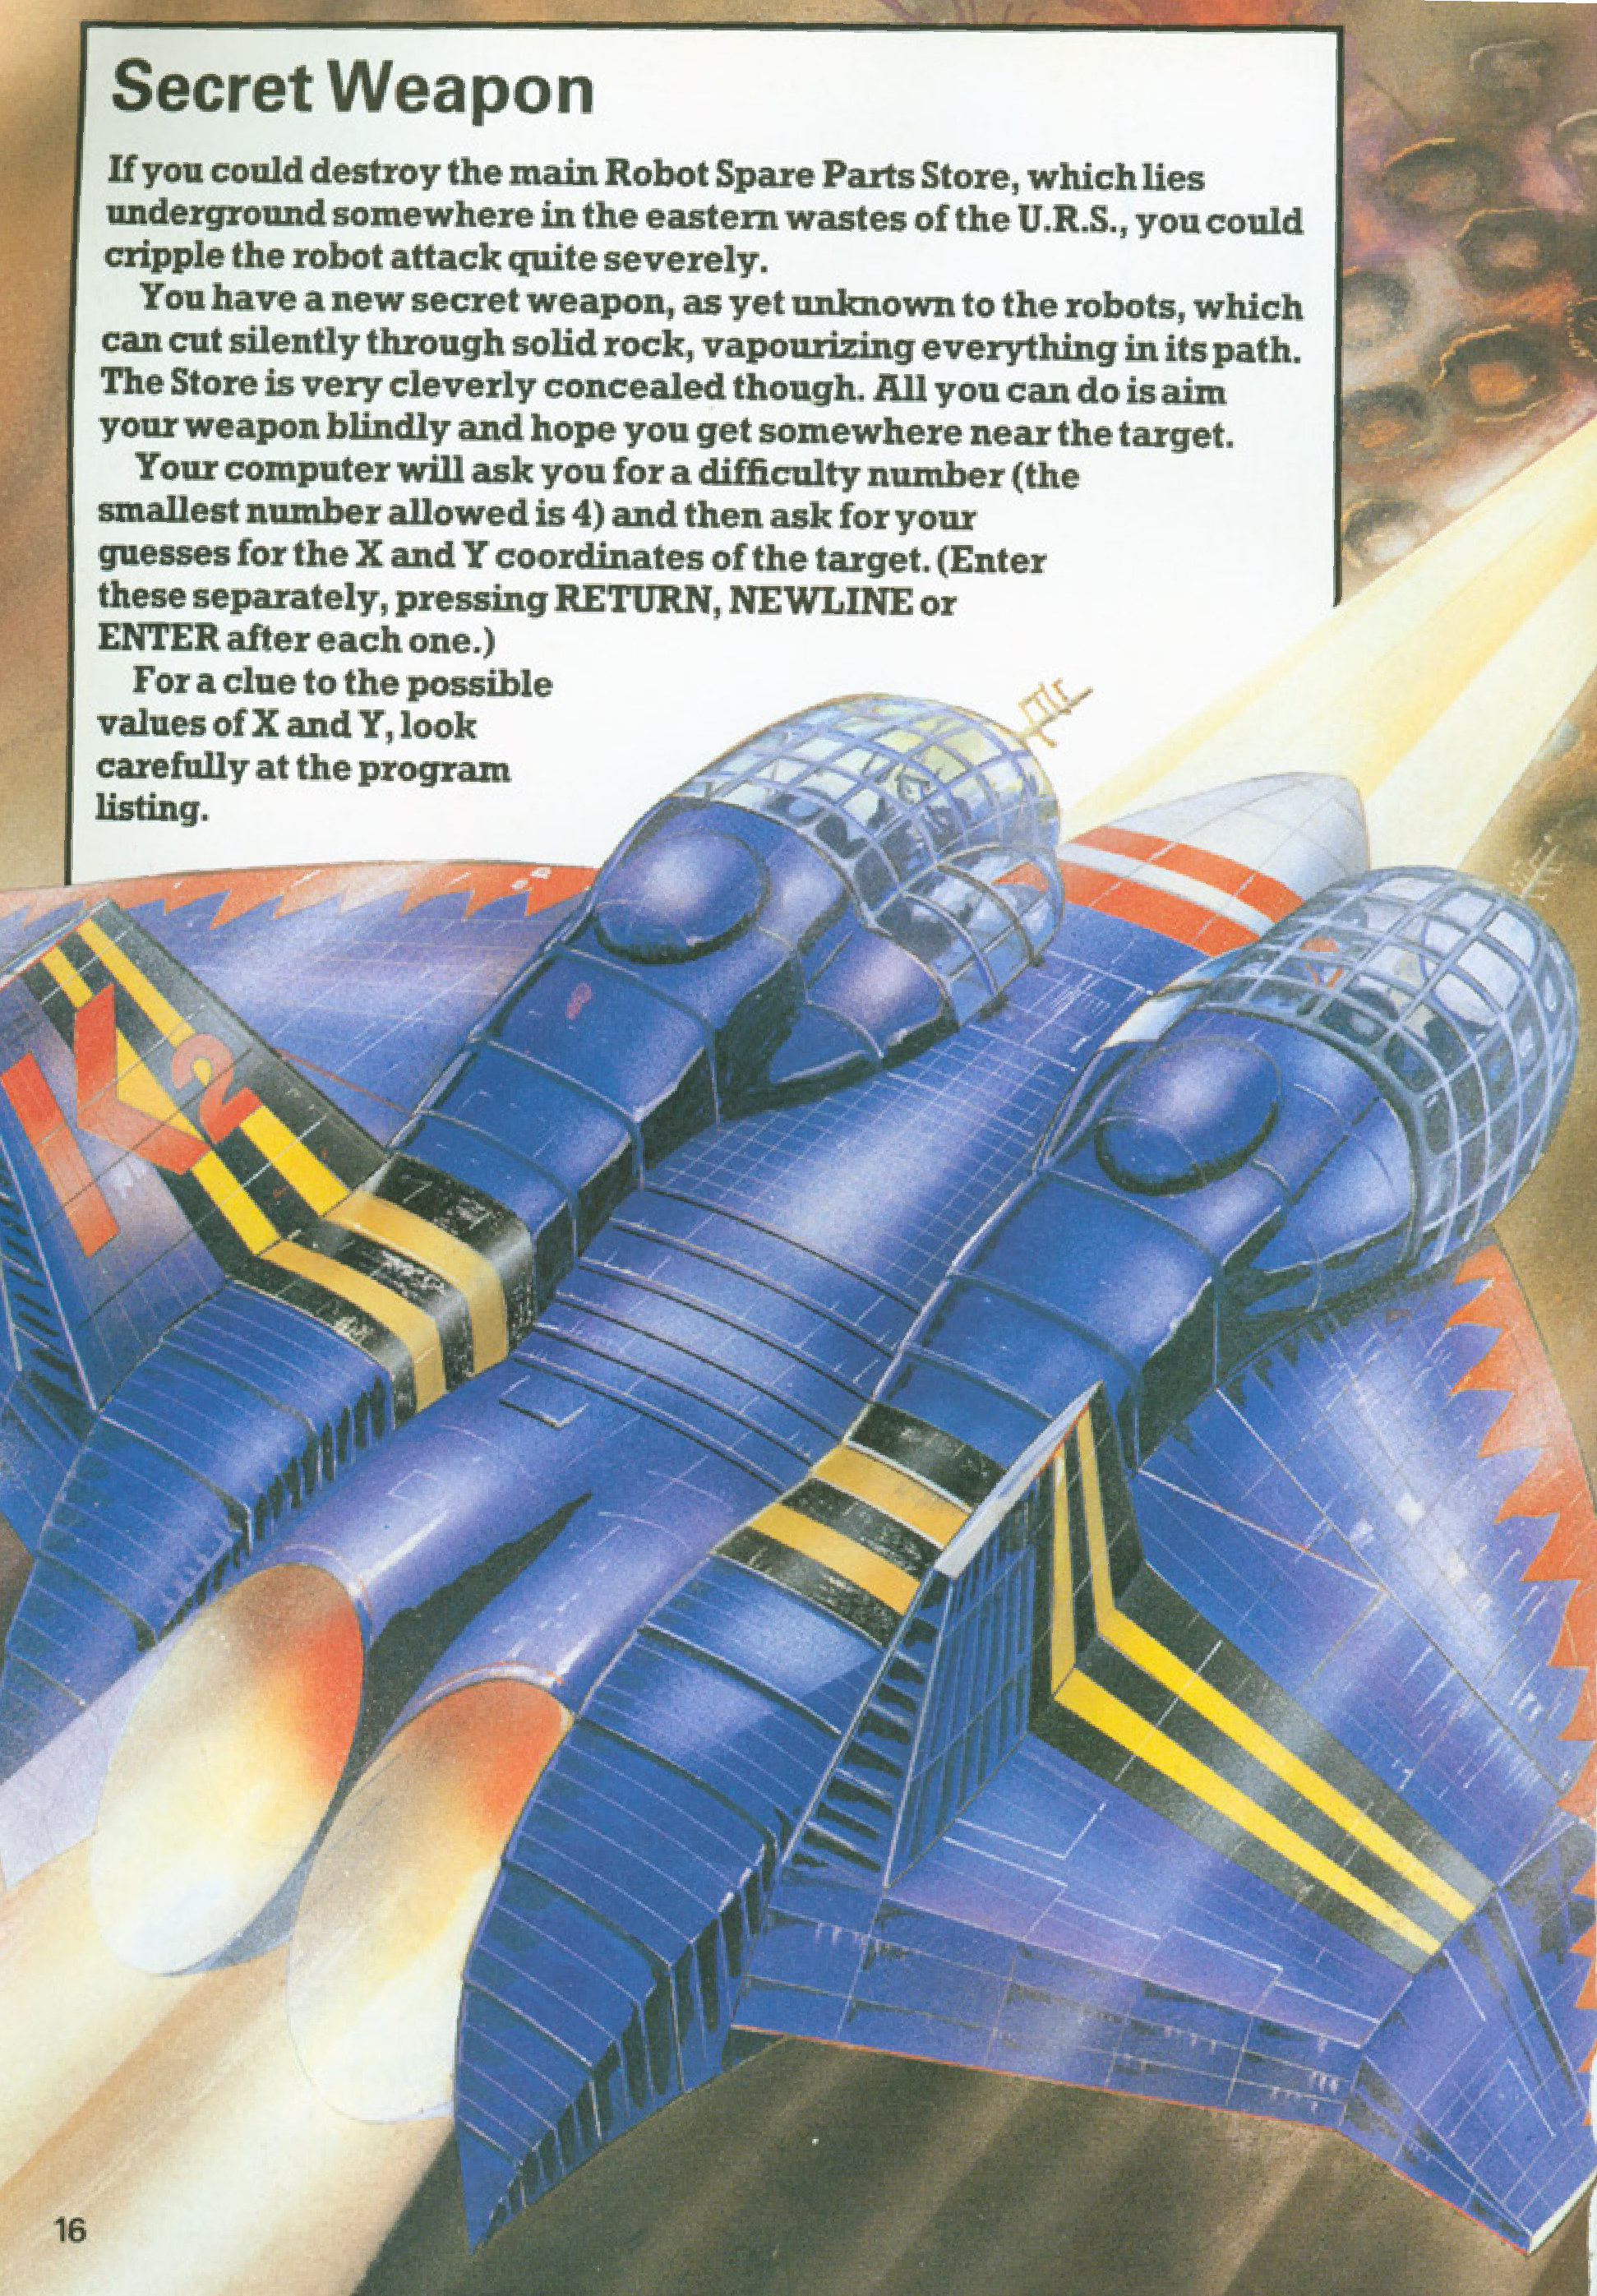 Secret Weapon
If you could destroy the main Robot Spare Parts Store, which lies
underground somewhere in the eastern wastes of the U.R.S., you could
cripple the robot attack quite severely.
You have a new secret weapon, as yet unknown to the robots, which
can cut silently through solid rock, vapourizing everything in its path.
The Store is very cleverly concealed though. All you can do is aim
your weapon blindly and hope you get somewhere near the target.
Your computer will ask you for a difficulty number (the
smallest number allowed is 4) and then ask for your
guesses for the X and Y coordinates of the target. (Enter
these separately, pressing RETURN, NEWLINE or
ENTER after each one.)
For a clue to the possible
values of X and Y, look
carefully at the program
listing.
K2
16